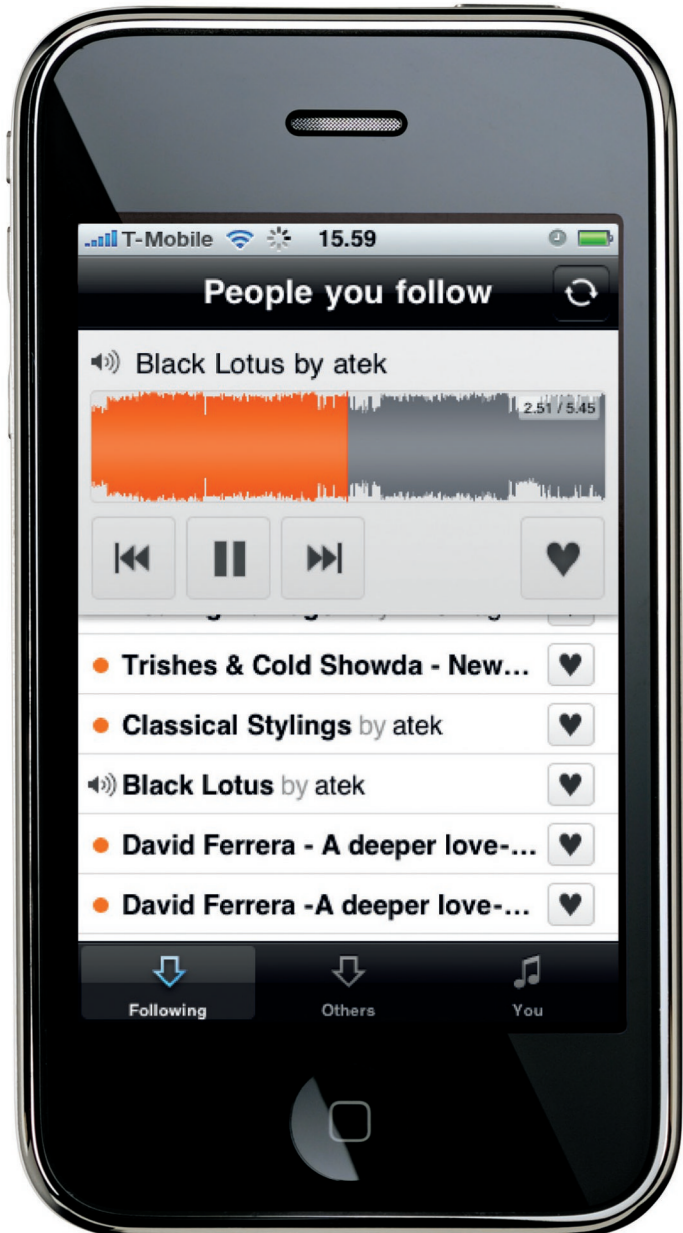 T-Mobile 15.59
People you follow
Black Lotus by atek
2.51 / 5.45
Trishes & Cold Showda - New...
Classical Stylings by atek
Black Lotus by atek
David Ferrera - A deeper love-...
David Ferrera -A deeper love-...
Following Others You